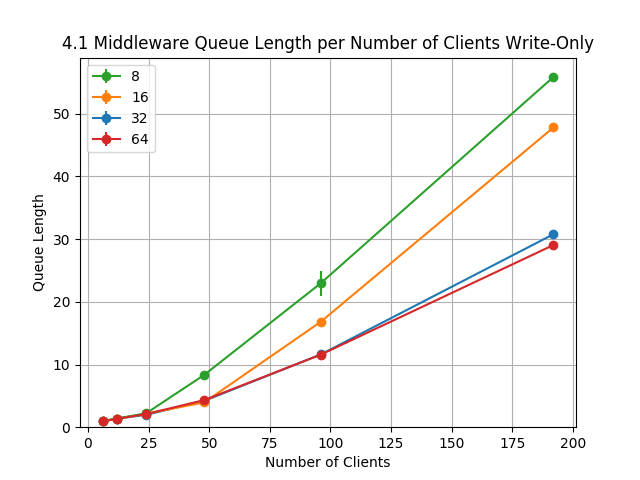 4.1 Middleware Queue Length per Number of Clients Write-Only
8
16
32
64
Queue Length
50
40
30
20
10
0
0 25 50 75 100 125 150 175 200
Number of Clients